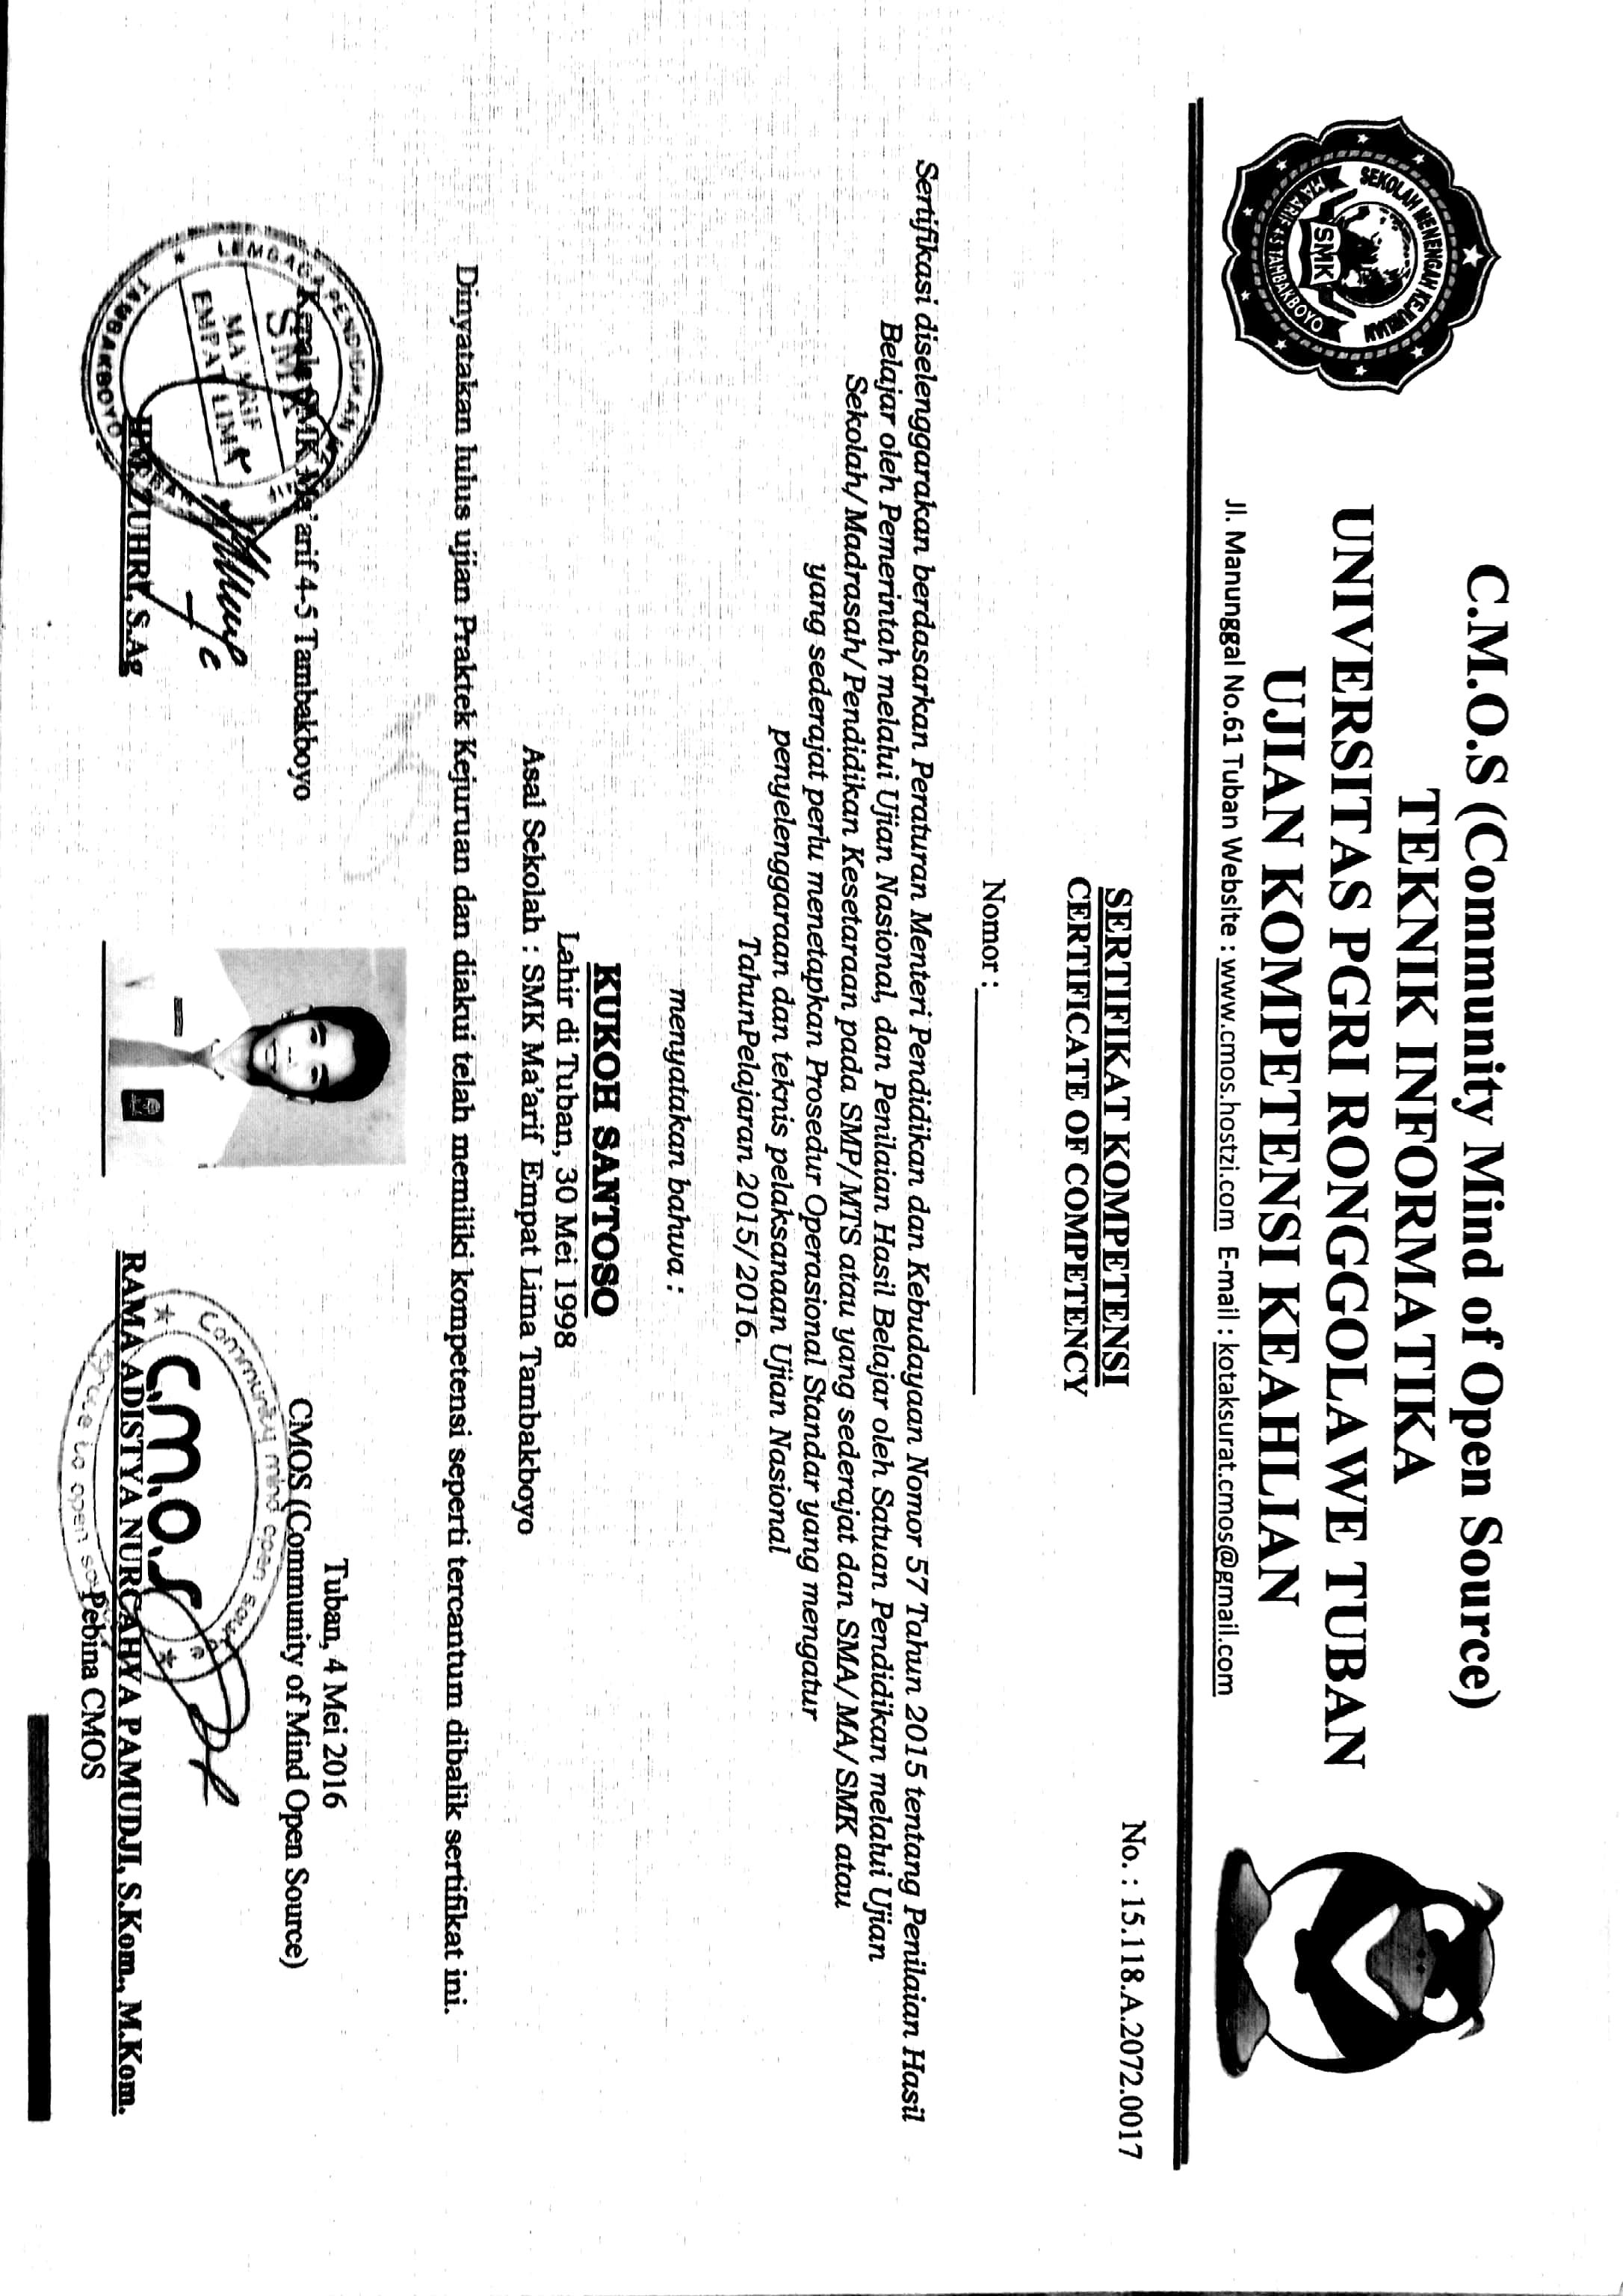 C.M.O.S (Community Mind of Open Source)
TEKNIK INFORMATIKA
UNIVERSITAS PGRI RONGGOLAWE TUBAN
UJIAN KOMPETENSI KEAHLIAN
Jl. Manunggal No.61 Tuban Website : www.cmos.hostzi.com E-mail : kotaksurat.cmos@gmail.com
SEKOLAH MENENGAH KEJURUAN
SMK
MA'ARIF 4-5 TAMBAKBOYO
No. : 15.118.A.2072.0017
SERTIFIKAT KOMPETENSI
CERTIFICATE OF COMPETENCY
Nomor :
Sertifikasi diselenggarakan berdasarkan Peraturan Menteri Pendidikan dan Kebudayaan Nomor 57 Tahun 2015 tentang Penilaian Hasil
Belajar oleh Pemerintah melalui Ujian Nasional, dan Penilaian Hasil Belajar oleh Satuan Pendidikan melalui Ujian
Sekolah/Madrasah/Pendidikan Kesetaraan pada SMP/MTS atau yang sederajat dan SMA/MA/SMK atau
yang sederajat perlu menetapkan Prosedur Operasional Standar yang mengatur
penyelenggaraan dan teknis pelaksanaan Ujian Nasional
TahunPelajaran 2015/2016.
menyatakan bahwa :
KUKOH SANTOSO
Lahir di Tuban, 30 Mei 1998
Asal Sekolah : SMK Ma'arif Empat Lima Tambakboyo
Dinyatakan lulus ujian Praktek Kejuruan dan diakui telah memiliki kompetensi seperti tercantum dibalik sertifikat ini.
Kepala SMK Ma'arif 4-5 Tambakboyo
LEMBAGA PENDIDIKAN MA'ARIF
SMK
MA'ARIF
EMPAT LIMA
TAMBAKBOYO
ZUHRI, S.Ag
Tuban, 4 Mei 2016
CMOS (Community of Mind Open Source)
Community mind open source
c.m.o.s
RAMA ADISTYA NURCAHYA PAMUDJI, S.Kom., M.Kom.
to open
Pebina CMOS